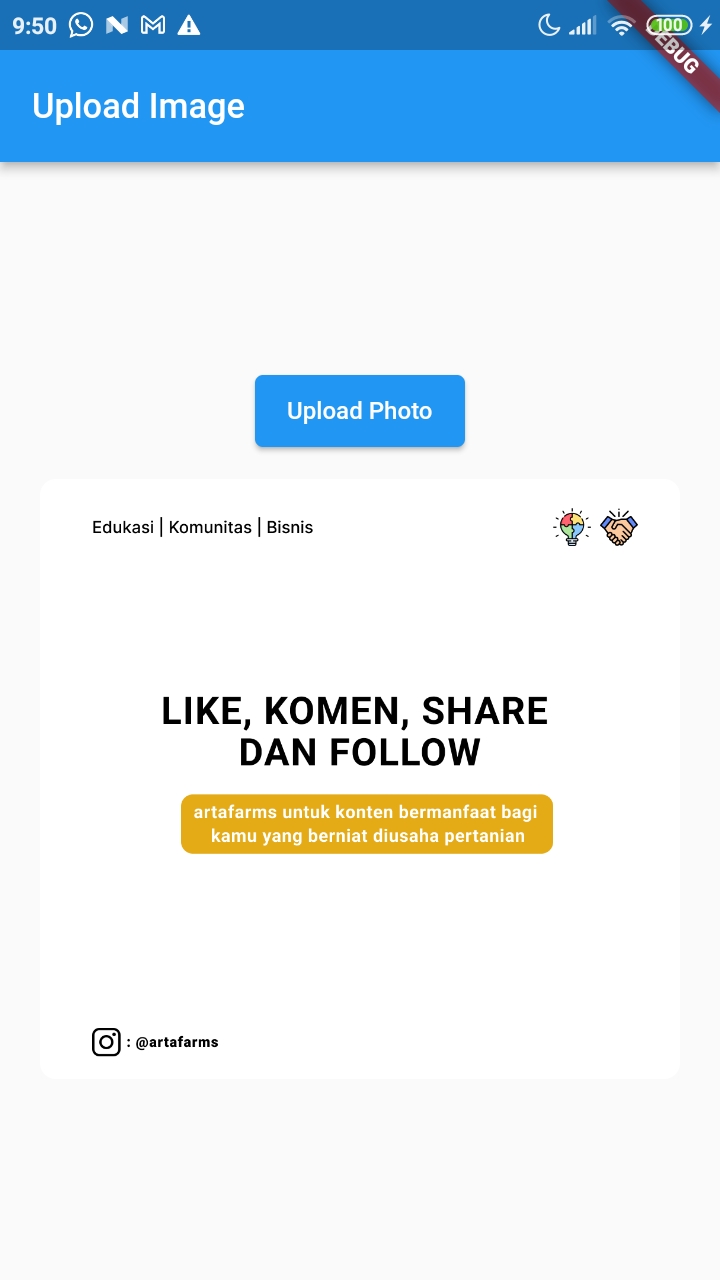 9:50
100
DEBUG
Upload Image
Upload Photo
Edukasi | Komunitas | Bisnis
LIKE, KOMEN, SHARE
DAN FOLLOW
artafarms untuk konten bermanfaat bagi
kamu yang berniat diusaha pertanian
: @artafarms